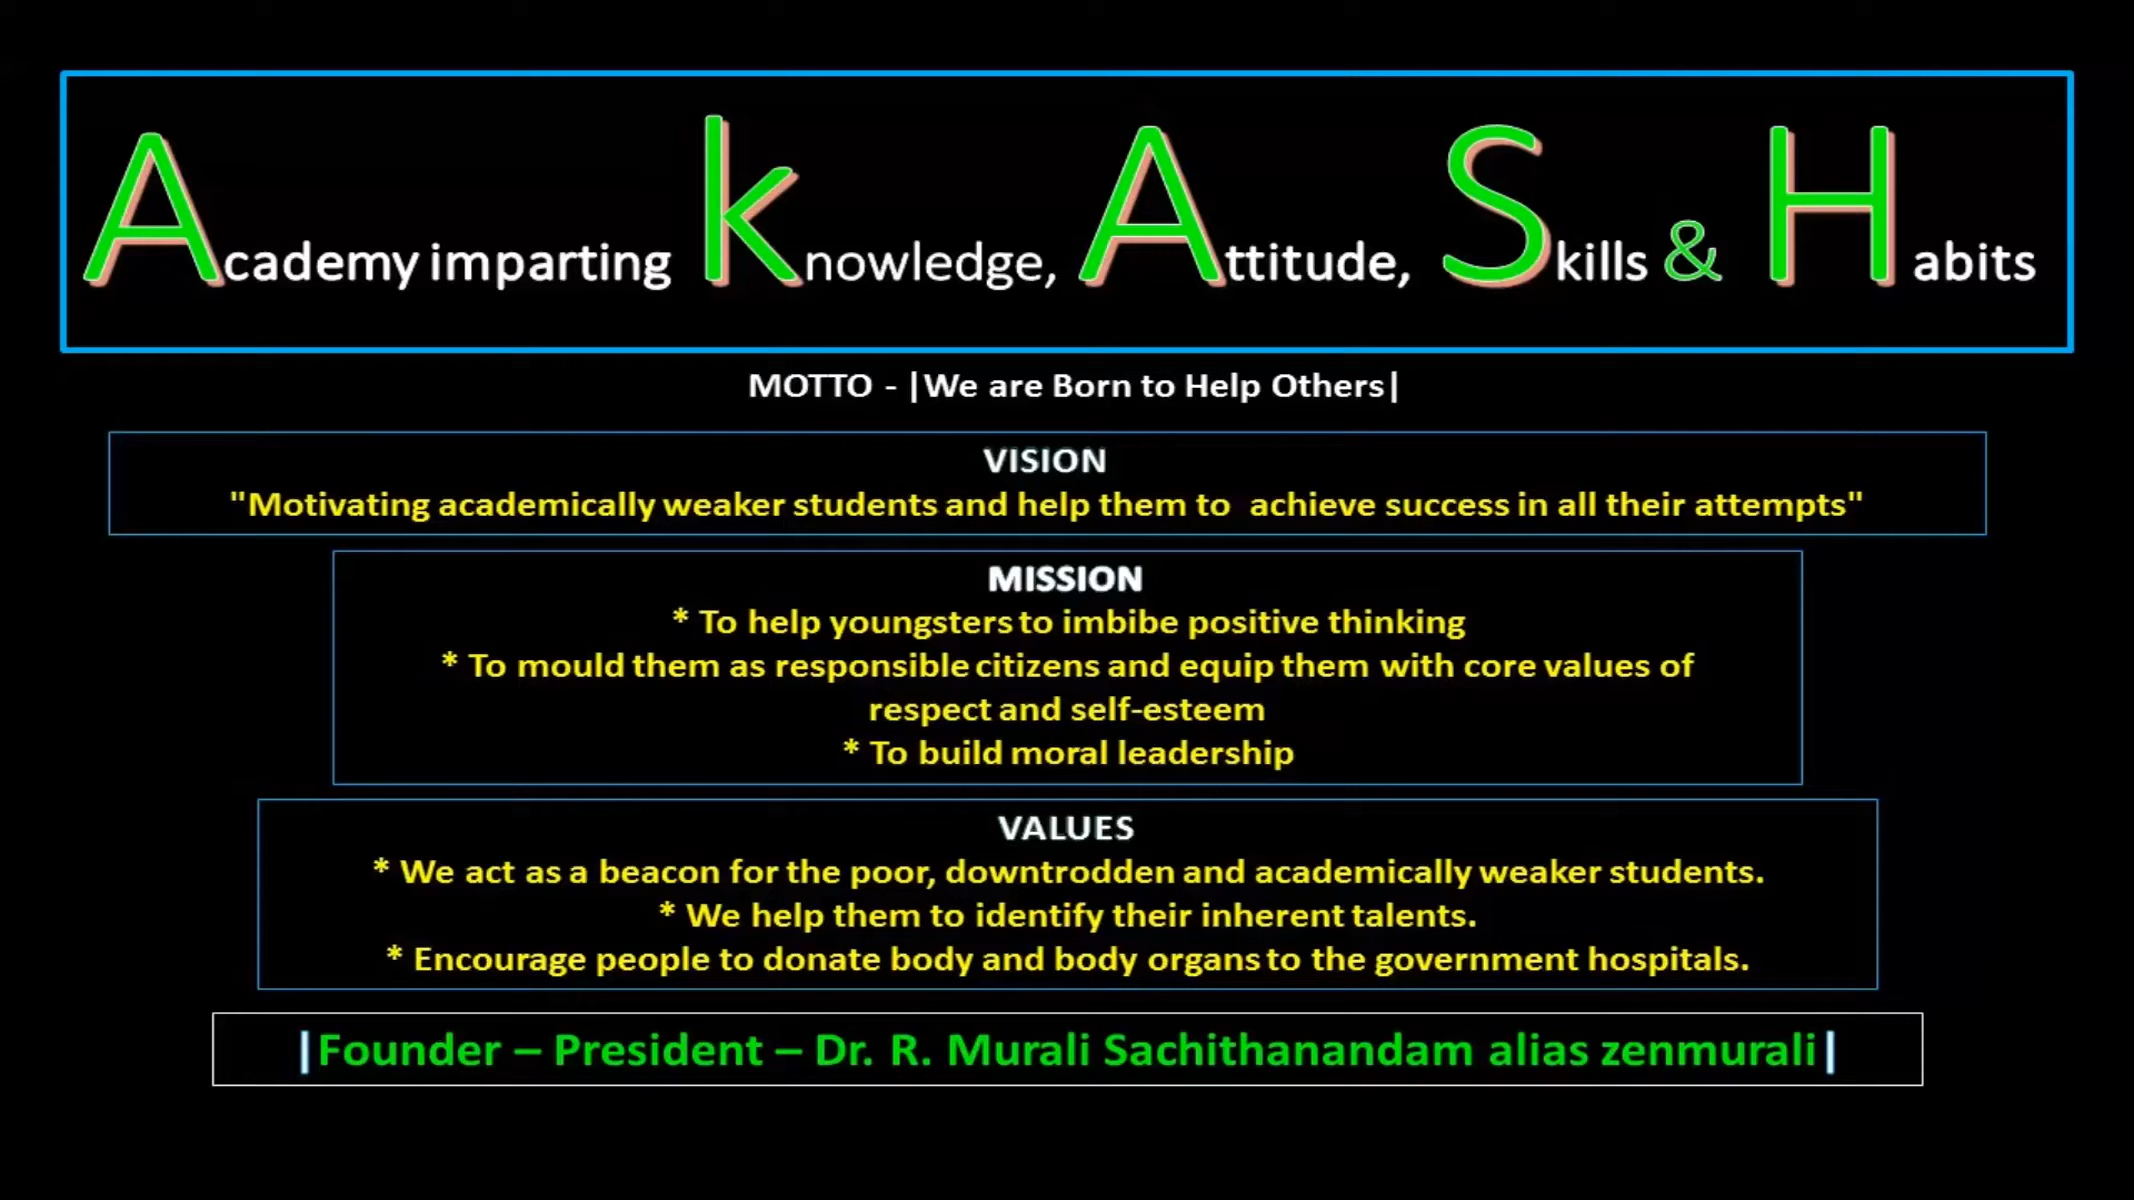 Academy imparting knowledge, Attitude, Skills & Habits
MOTTO - |We are Born to Help Others|
VISION
"Motivating academically weaker students and help them to achieve success in all their attempts"
MISSION
* To help youngsters to imbibe positive thinking
* To mould them as responsible citizens and equip them with core values of
respect and self-esteem
* To build moral leadership
VALUES
* We act as a beacon for the poor, downtrodden and academically weaker students.
* We help them to identify their inherent talents.
* Encourage people to donate body and body organs to the government hospitals.
|Founder – President – Dr. R. Murali Sachithanandam alias zenmurali|